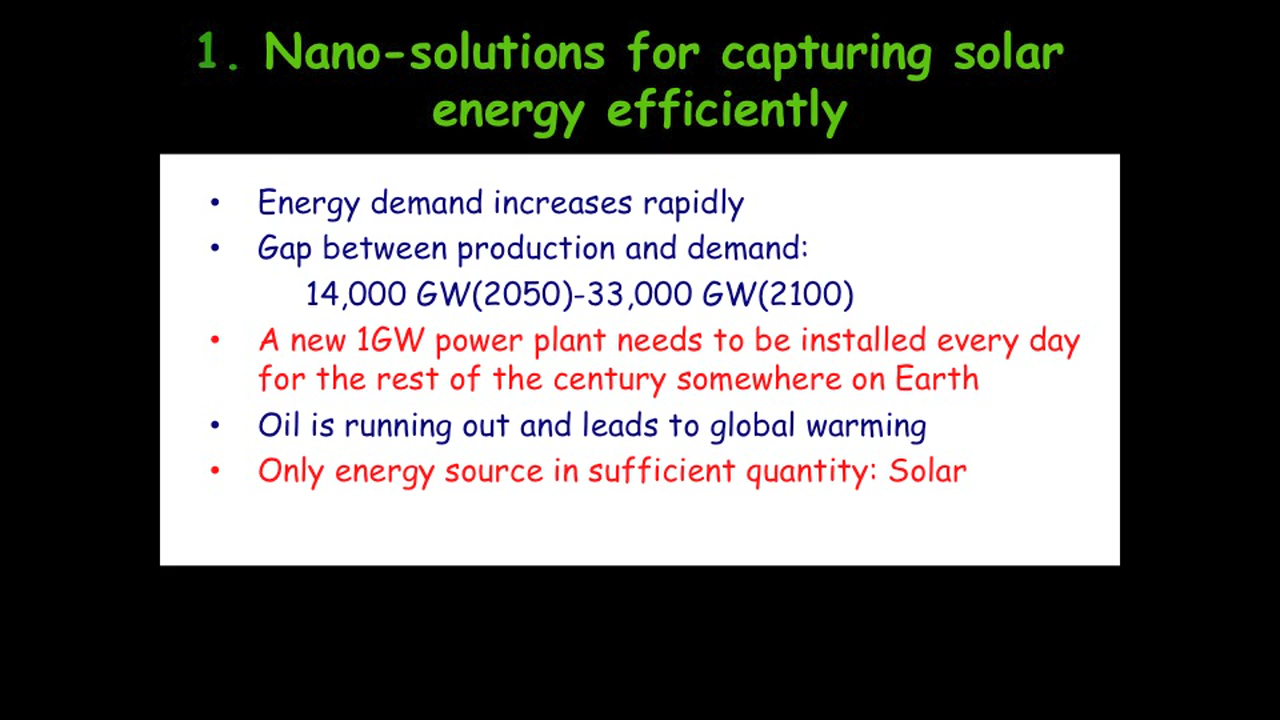 1. Nano-solutions for capturing solar
energy efficiently
• Energy demand increases rapidly
• Gap between production and demand:
14,000 GW(2050)-33,000 GW(2100)
• A new 1GW power plant needs to be installed every day
for the rest of the century somewhere on Earth
• Oil is running out and leads to global warming
• Only energy source in sufficient quantity: Solar